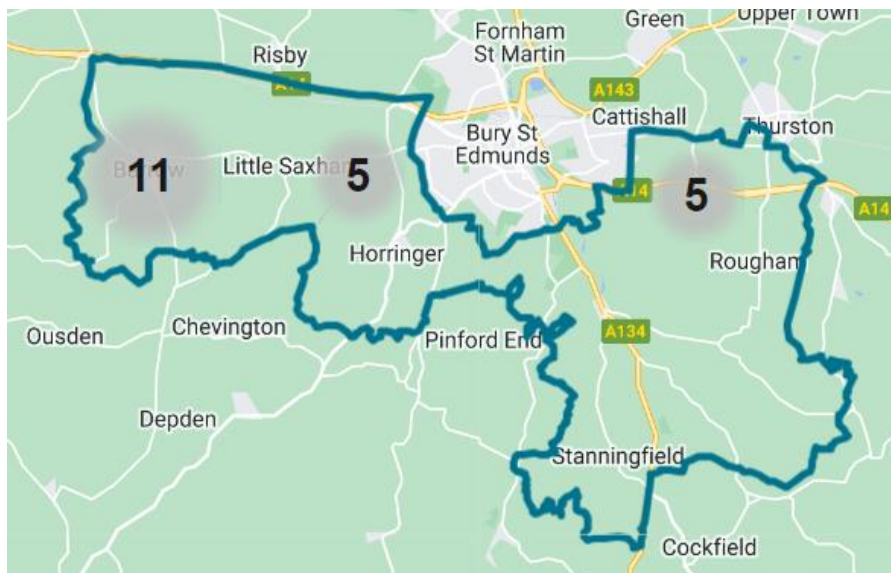 Green
Upper Town
Fornham
St Martin
Risby
A14
A143
Cattishall
Thurston
Bury St
Edmunds
Little Saxham
11
5
5
A14
A14
Horringer
Rougham
Ousden
Chevington
Pinford End
A134
Depden
Stanningfield
Cockfield